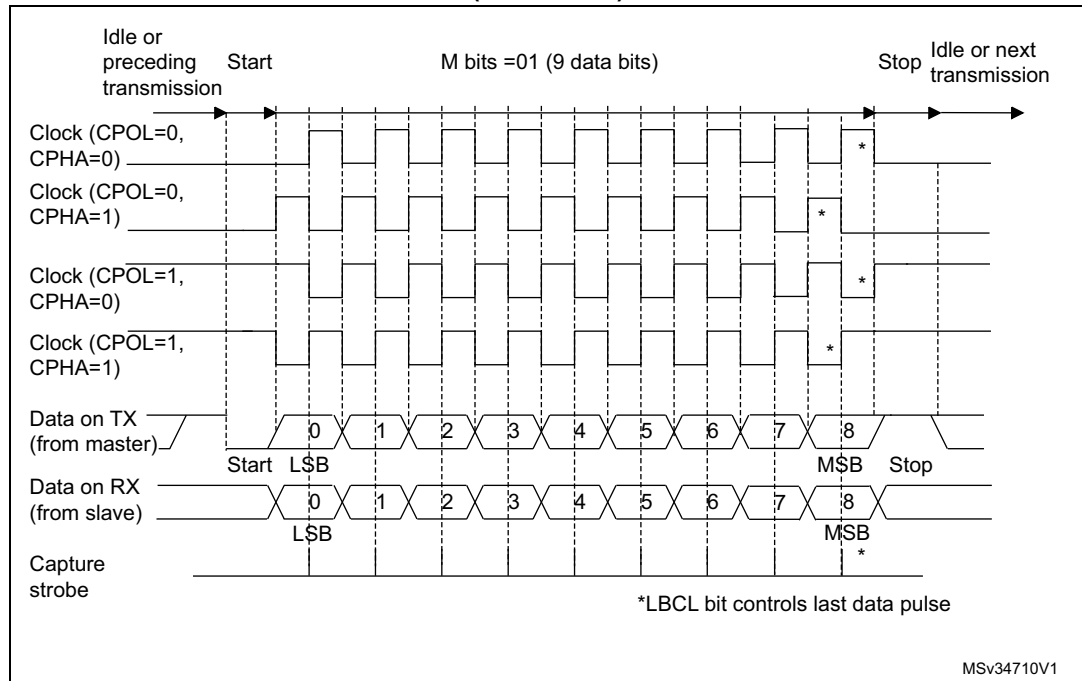 Idle or
preceding
transmission
Start
M bits =01 (9 data bits)
Stop
Idle or next
transmission
Clock (CPOL=0,
CPHA=0)
*
Clock (CPOL=0,
CPHA=1)
*
Clock (CPOL=1,
CPHA=0)
*
Clock (CPOL=1,
CPHA=1)
*
Data on TX
(from master)
0 1 2 3 4 5 6 7 8
Start LSB MSB Stop
Data on RX
(from slave)
0 1 2 3 4 5 6 7 8
LSB MSB
Capture
strobe
*
*LBCL bit controls last data pulse
MSv34710V1